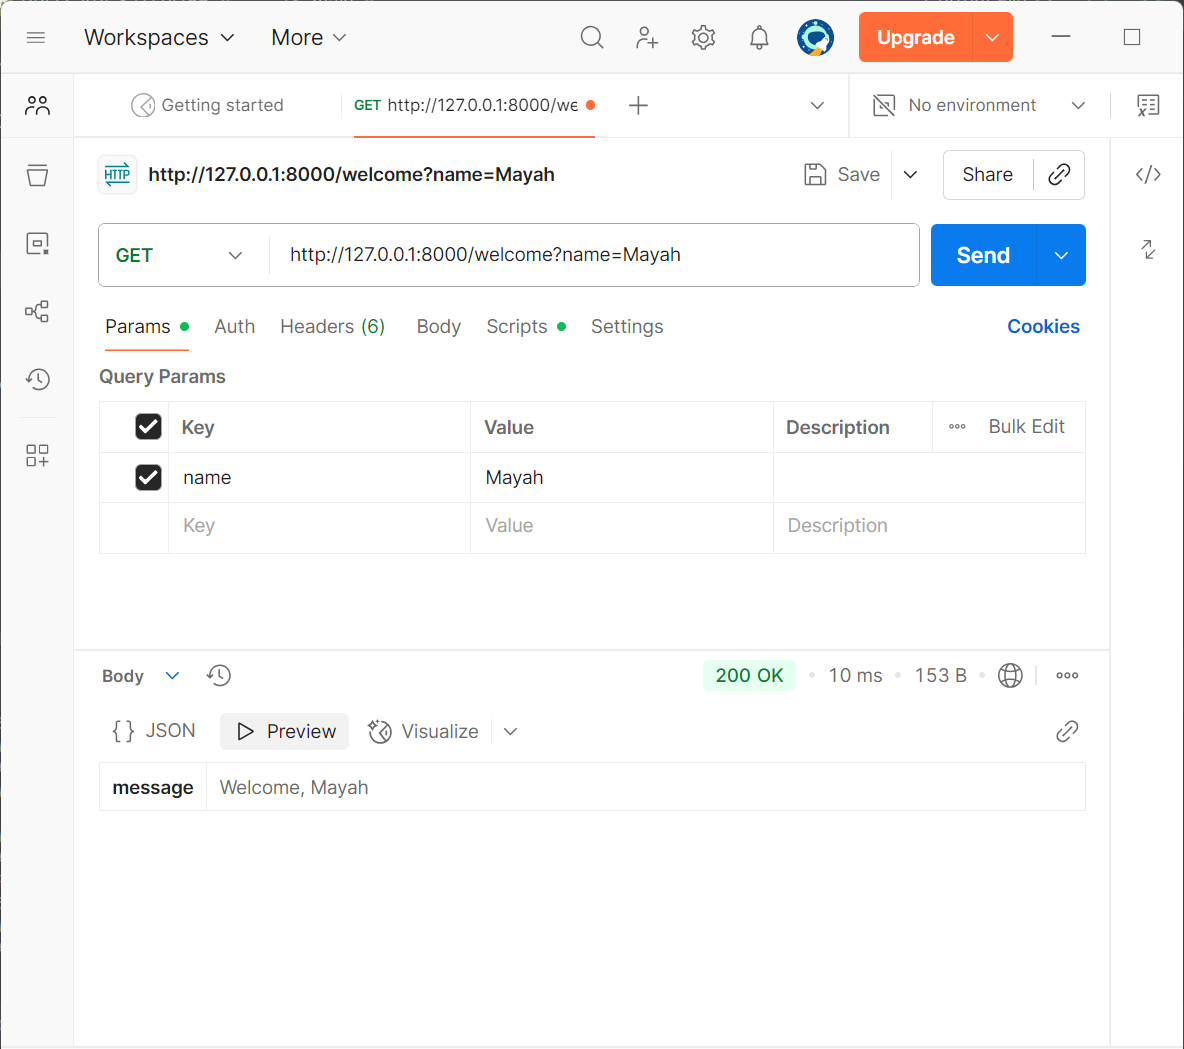 Workspaces More Upgrade
Getting started GET http://127.0.0.1:8000/we No environment
HTTP http://127.0.0.1:8000/welcome?name=Mayah Save Share
GET http://127.0.0.1:8000/welcome?name=Mayah Send
Params Auth Headers (6) Body Scripts Settings Cookies
Query Params
Key Value Description Bulk Edit
name Mayah
Key Value Description
Body 200 OK 10 ms 153 B
{} JSON Preview Visualize
message Welcome, Mayah